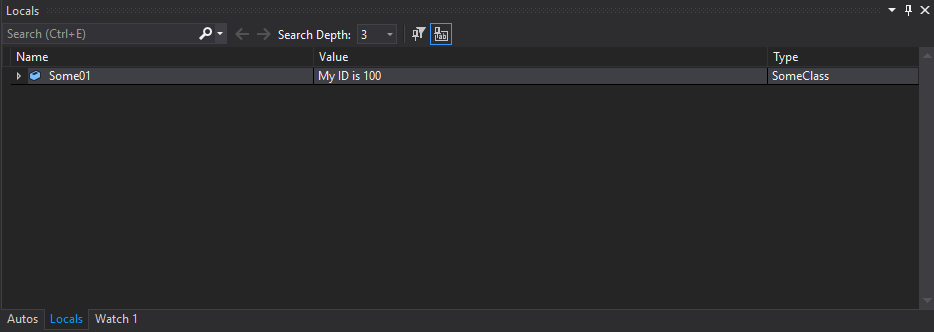 Locals
Search (Ctrl+E) Search Depth: 3
Name Value Type
Some01 My ID is 100 SomeClass
Autos Locals Watch 1